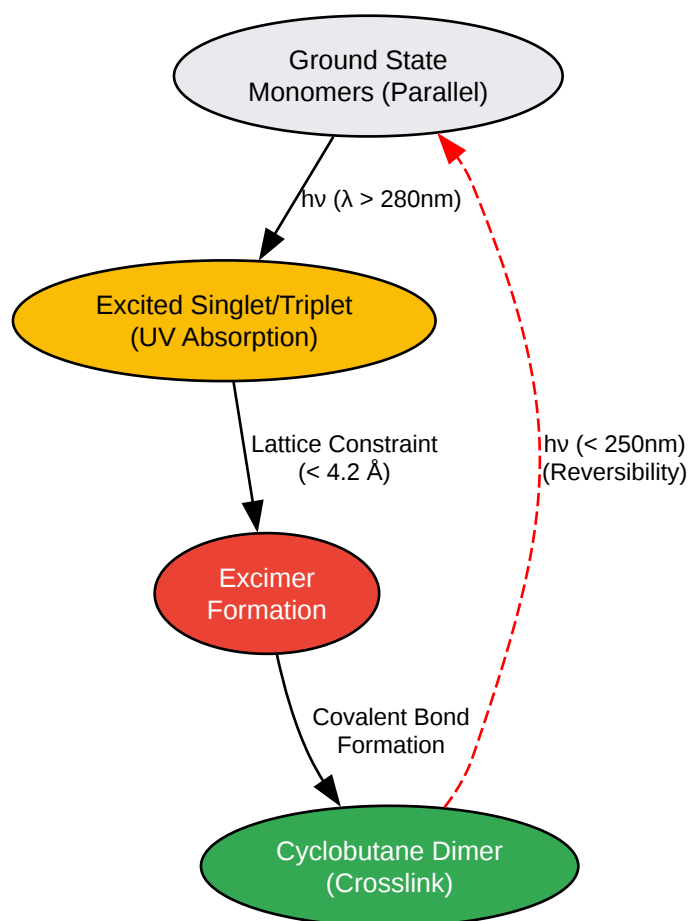 Ground State
Monomers (Parallel)
hν (λ > 280nm)
Excited Singlet/Triplet
(UV Absorption)
Lattice Constraint
(< 4.2 Å)
hν (< 250nm)
(Reversibility)
Excimer
Formation
Covalent Bond
Formation
Cyclobutane Dimer
(Crosslink)